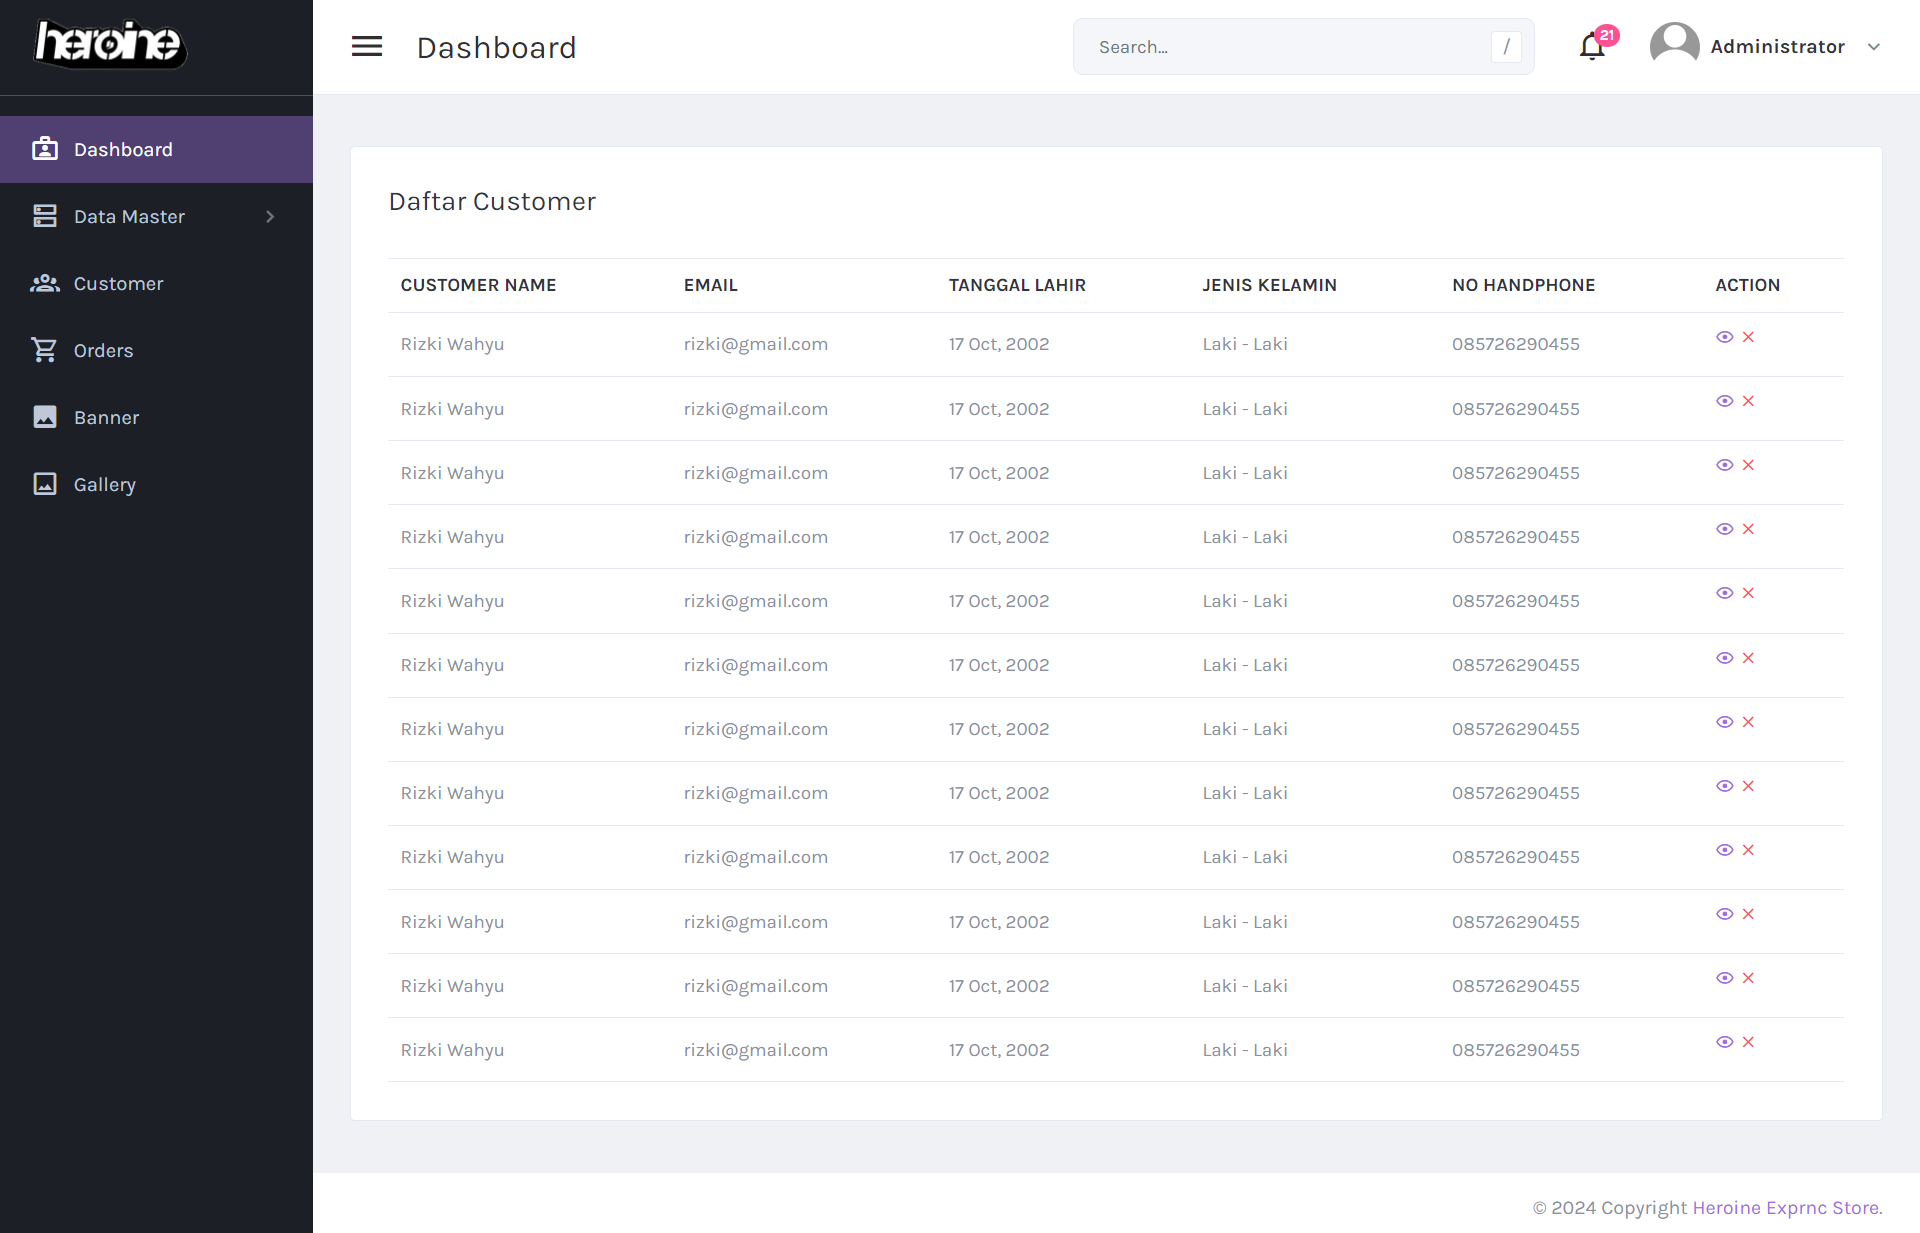 heroine
Dashboard
Search...
/
21
Administrator
Dashboard
Data Master
Customer
Orders
Banner
Gallery
Daftar Customer
CUSTOMER NAME EMAIL TANGGAL LAHIR JENIS KELAMIN NO HANDPHONE ACTION
Rizki Wahyu rizki@gmail.com 17 Oct, 2002 Laki - Laki 085726290455
Rizki Wahyu rizki@gmail.com 17 Oct, 2002 Laki - Laki 085726290455
Rizki Wahyu rizki@gmail.com 17 Oct, 2002 Laki - Laki 085726290455
Rizki Wahyu rizki@gmail.com 17 Oct, 2002 Laki - Laki 085726290455
Rizki Wahyu rizki@gmail.com 17 Oct, 2002 Laki - Laki 085726290455
Rizki Wahyu rizki@gmail.com 17 Oct, 2002 Laki - Laki 085726290455
Rizki Wahyu rizki@gmail.com 17 Oct, 2002 Laki - Laki 085726290455
Rizki Wahyu rizki@gmail.com 17 Oct, 2002 Laki - Laki 085726290455
Rizki Wahyu rizki@gmail.com 17 Oct, 2002 Laki - Laki 085726290455
Rizki Wahyu rizki@gmail.com 17 Oct, 2002 Laki - Laki 085726290455
Rizki Wahyu rizki@gmail.com 17 Oct, 2002 Laki - Laki 085726290455
Rizki Wahyu rizki@gmail.com 17 Oct, 2002 Laki - Laki 085726290455
© 2024 Copyright Heroine Exprnc Store.